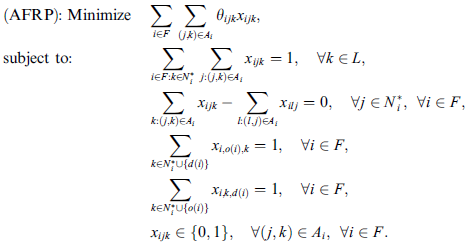 (AFRP): Minimize ∑_{i∈F} ∑_{(j,k)∈A_i} θ_{ijk}x_{ijk},
subject to: ∑_{i∈F:k∈N_i^*} ∑_{j:(j,k)∈A_i} x_{ijk} = 1, ∀k ∈ L,
∑_{k:(j,k)∈A_i} x_{ijk} − ∑_{l:(l,j)∈A_i} x_{ilj} = 0, ∀j ∈ N_i^*, ∀i ∈ F,
∑_{k∈N_i^*∪{d(i)}} x_{i,o(i),k} = 1, ∀i ∈ F,
∑_{k∈N_i^*∪{o(i)}} x_{i,k,d(i)} = 1, ∀i ∈ F,
x_{ijk} ∈ {0, 1}, ∀(j, k) ∈ A_i, ∀i ∈ F.